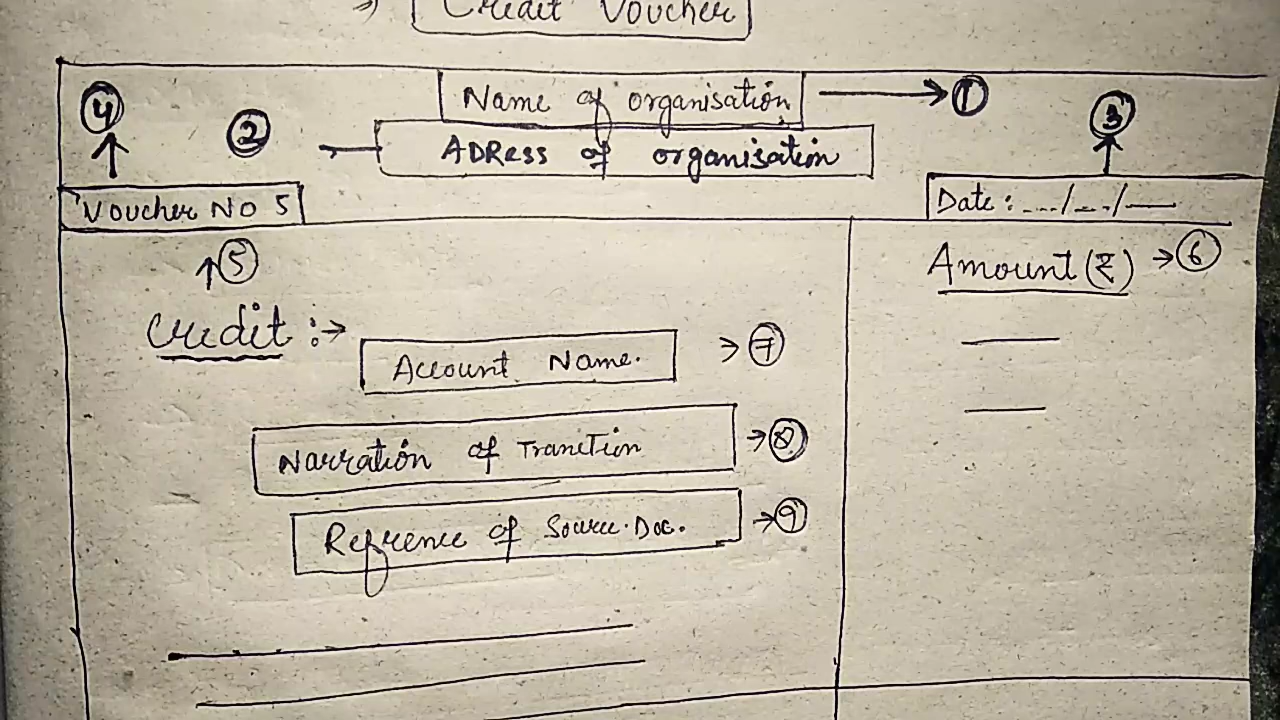 => Credit Voucher
4 Name of organisation → 1
2 ADRess of organisation 3
Voucher No 5 Date: __/__/__
5 Amount (₹) → 6
Credit :→
Account Name. → 7
Narration of Tranction → 8
Refrence of Source. Doc. → 9